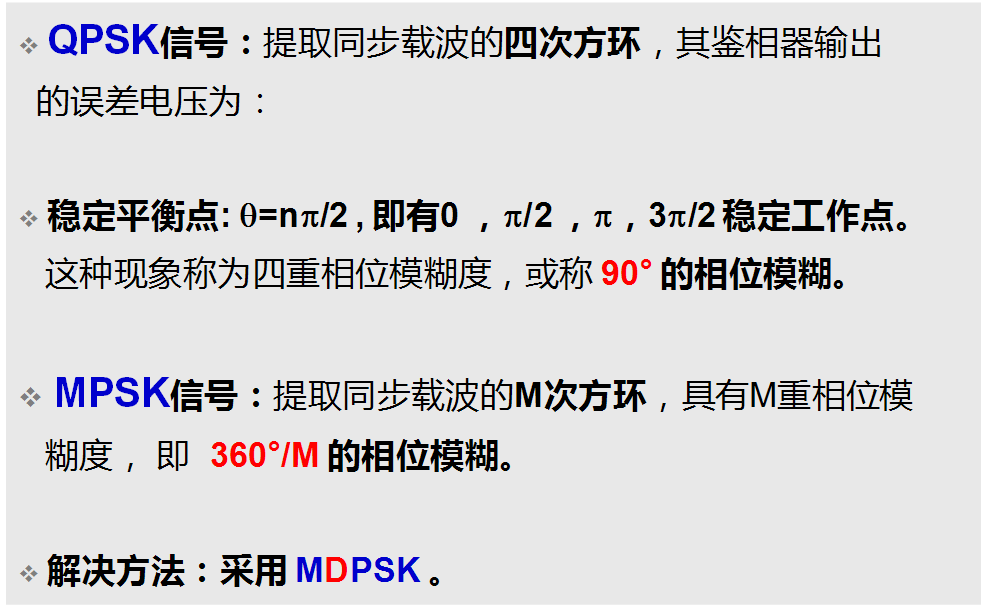 QPSK信号：提取同步载波的四次方环，其鉴相器输出
的误差电压为：
稳定平衡点: θ=nπ/2 , 即有0 ，π/2 ，π，3π/2 稳定工作点。
这种现象称为四重相位模糊度，或称 90° 的相位模糊。
MPSK信号：提取同步载波的M次方环，具有M重相位模
糊度， 即 360°/M 的相位模糊。
解决方法：采用 MDPSK 。